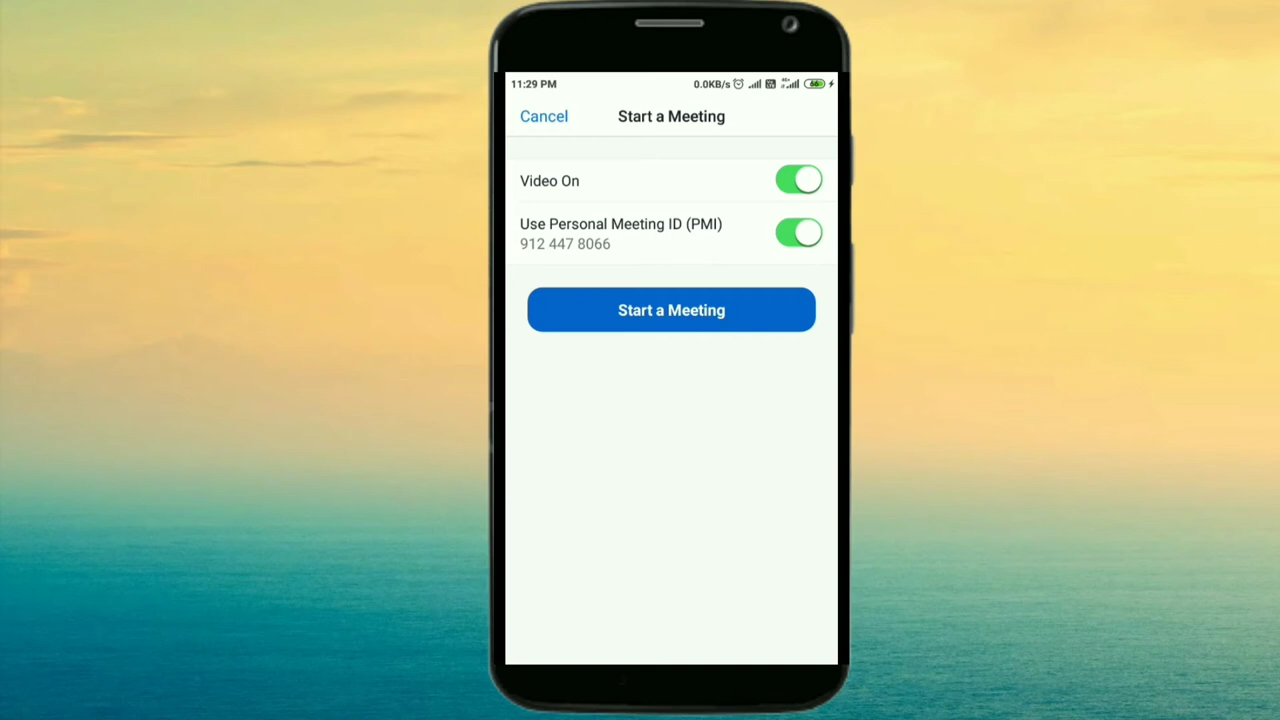 11:29 PM 0.0KB/s 66
Cancel Start a Meeting
Video On
Use Personal Meeting ID (PMI)
912 447 8066
Start a Meeting